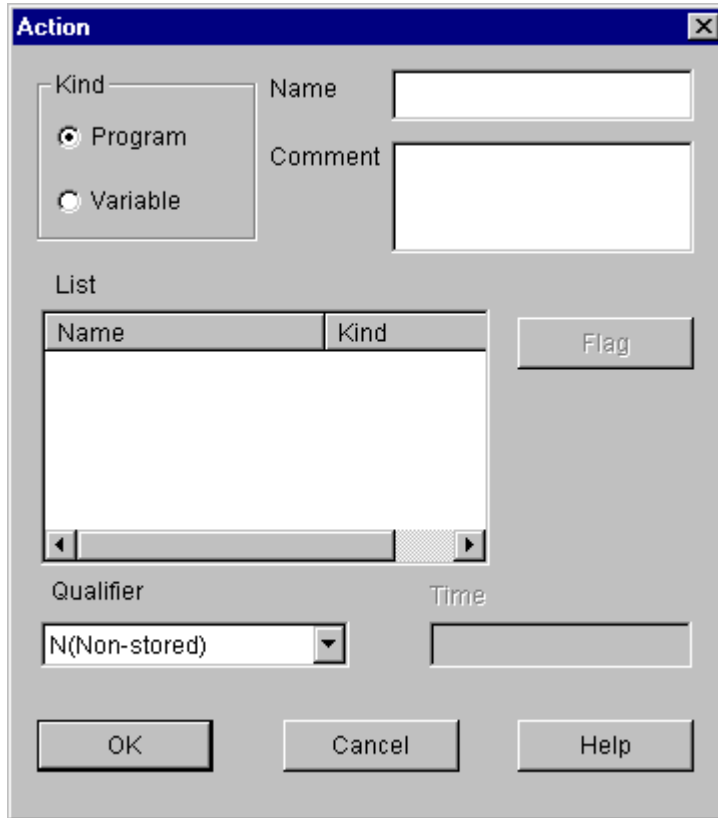 Action
Kind
Program
Variable
Name
Comment
List
Name Kind
Flag
Qualifier
Time
N(Non-stored)
OK Cancel Help